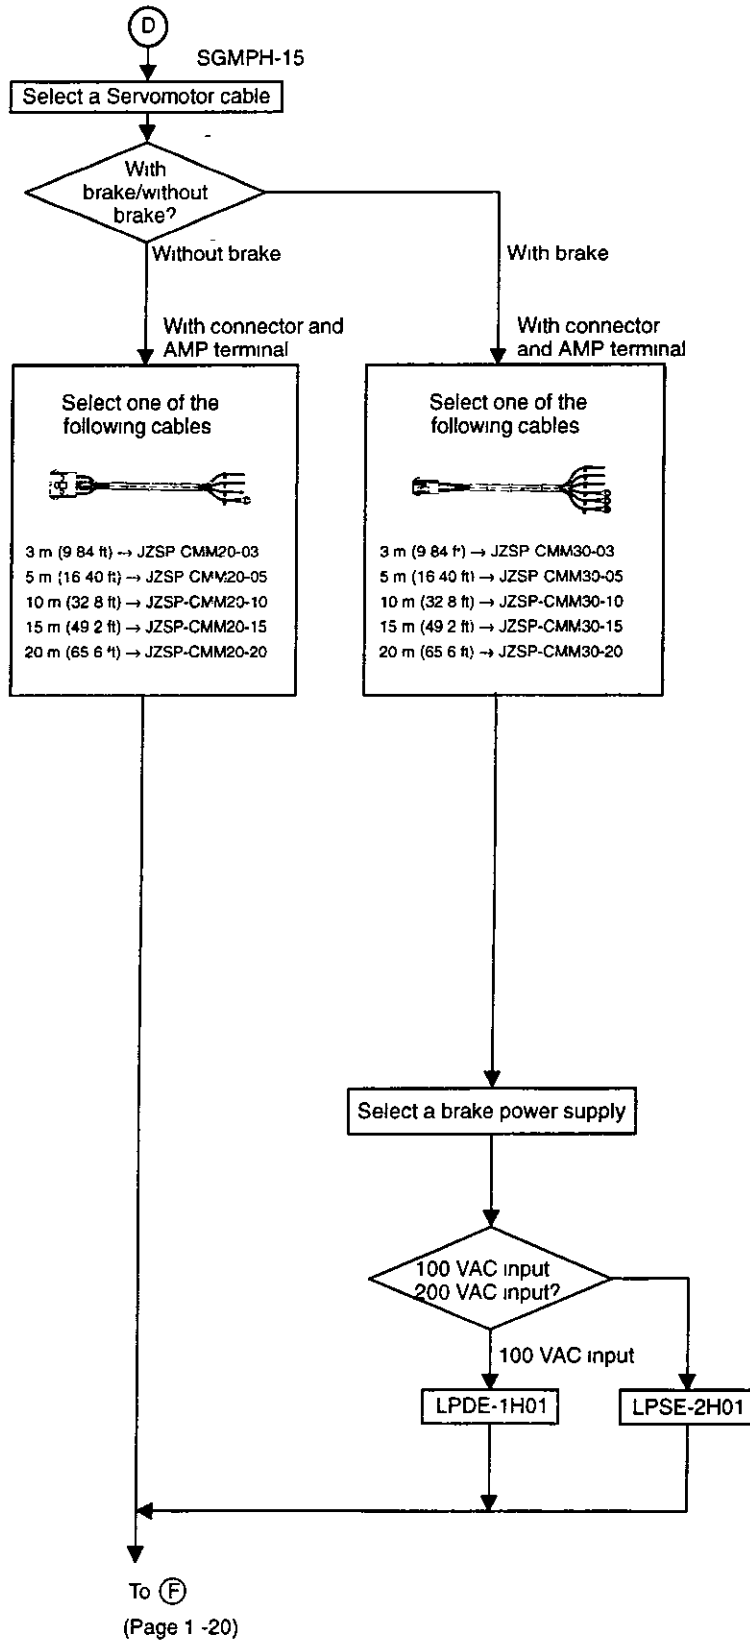 D
SGMPH-15
Select a Servomotor cable
With
brake/without
brake?
Without brake
With brake
With connector and
AMP terminal
With connector
and AMP terminal
Select one of the
following cables
3 m (9 84 ft) → JZSP CMM20-03
5 m (16 40 ft) → JZSP CMM20-05
10 m (32 8 ft) → JZSP-CMM20-10
15 m (49 2 ft) → JZSP-CMM20-15
20 m (65 6 ft) → JZSP-CMM20-20
Select one of the
following cables
3 m (9 84 ft) → JZSP CMM30-03
5 m (16 40 ft) → JZSP CMM30-05
10 m (32 8 ft) → JZSP-CMM30-10
15 m (49 2 ft) → JZSP-CMM30-15
20 m (65 6 ft) → JZSP-CMM30-20
Select a brake power supply
100 VAC input
200 VAC input?
100 VAC input
LPDE-1H01
LPSE-2H01
To F
(Page 1 -20)